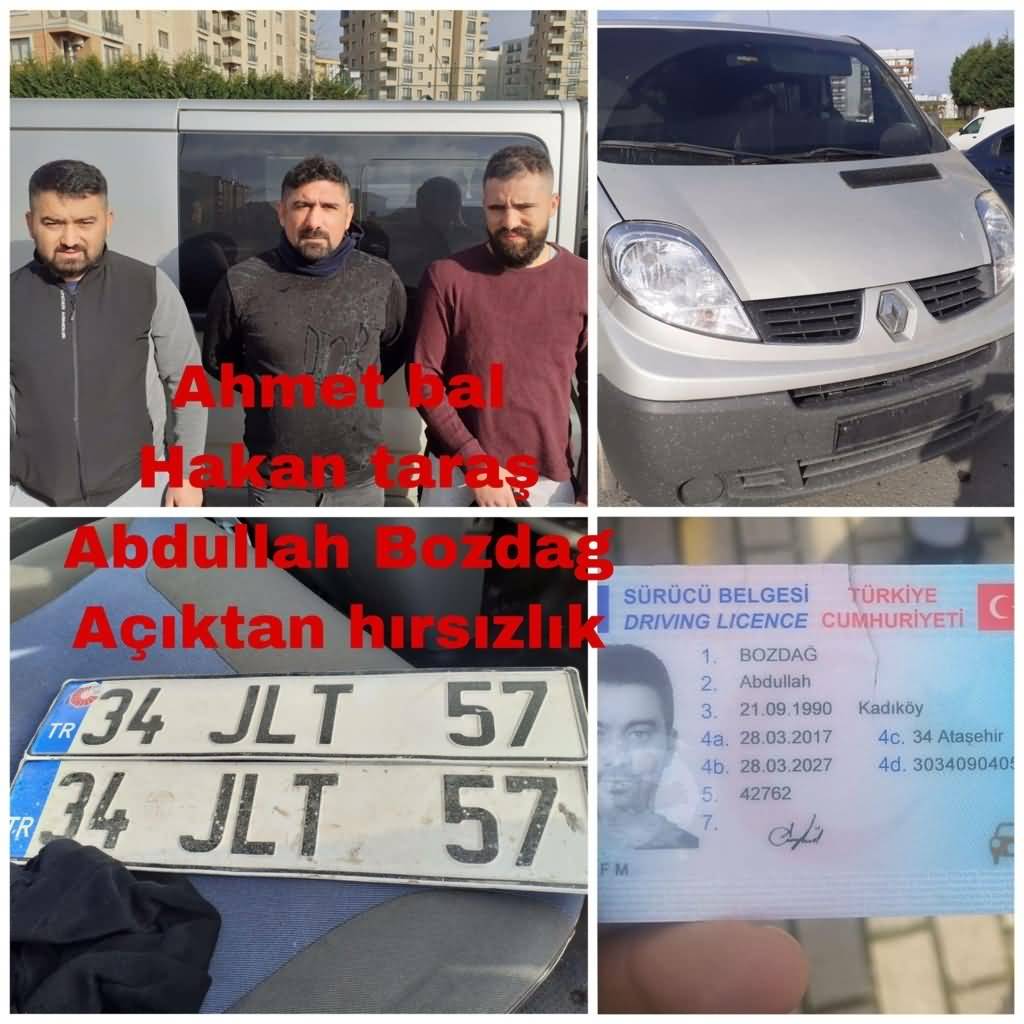 Ahmet bal
Hakan taraş
Abdullah Bozdag
Açıktan hırsızlık
TR 34 JLT 57
TR 34 JLT 57
SÜRÜCÜ BELGESİ TÜRKİYE
DRIVING LICENCE CUMHURİYETİ
1. BOZDAĞ
2. Abdullah
3. 21.09.1990 Kadıköy
4a. 28.03.2017 4c. 34 Ataşehir
4b. 28.03.2027 4d. 3034090405
5. 42762
7.
F M